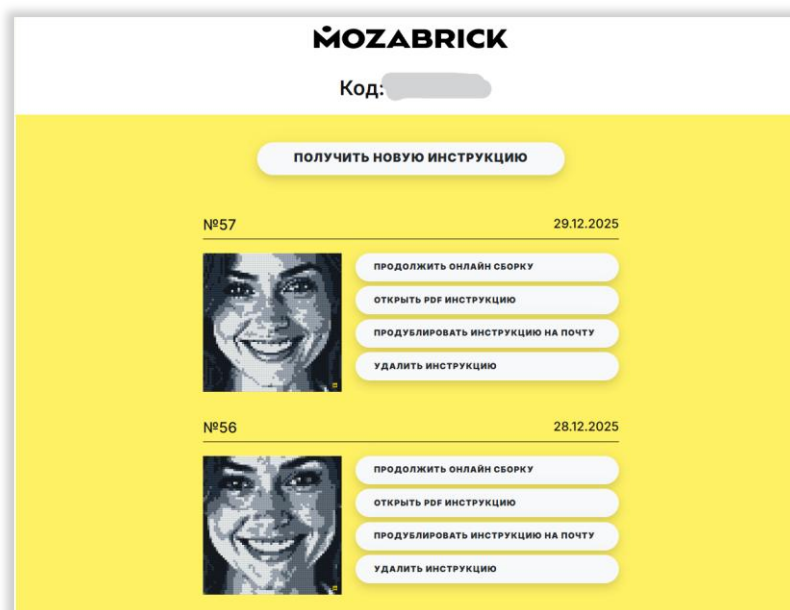 MOZABRICK
Код:
ПОЛУЧИТЬ НОВУЮ ИНСТРУКЦИЮ
№57 29.12.2025
ПРОДОЛЖИТЬ ОНЛАЙН СБОРКУ
ОТКРЫТЬ PDF ИНСТРУКЦИЮ
ПРОДУБЛИРОВАТЬ ИНСТРУКЦИЮ НА ПОЧТУ
УДАЛИТЬ ИНСТРУКЦИЮ
№56 28.12.2025
ПРОДОЛЖИТЬ ОНЛАЙН СБОРКУ
ОТКРЫТЬ PDF ИНСТРУКЦИЮ
ПРОДУБЛИРОВАТЬ ИНСТРУКЦИЮ НА ПОЧТУ
УДАЛИТЬ ИНСТРУКЦИЮ